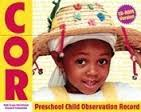 COR
CD-ROM
Version
Preschool Child Observation Record